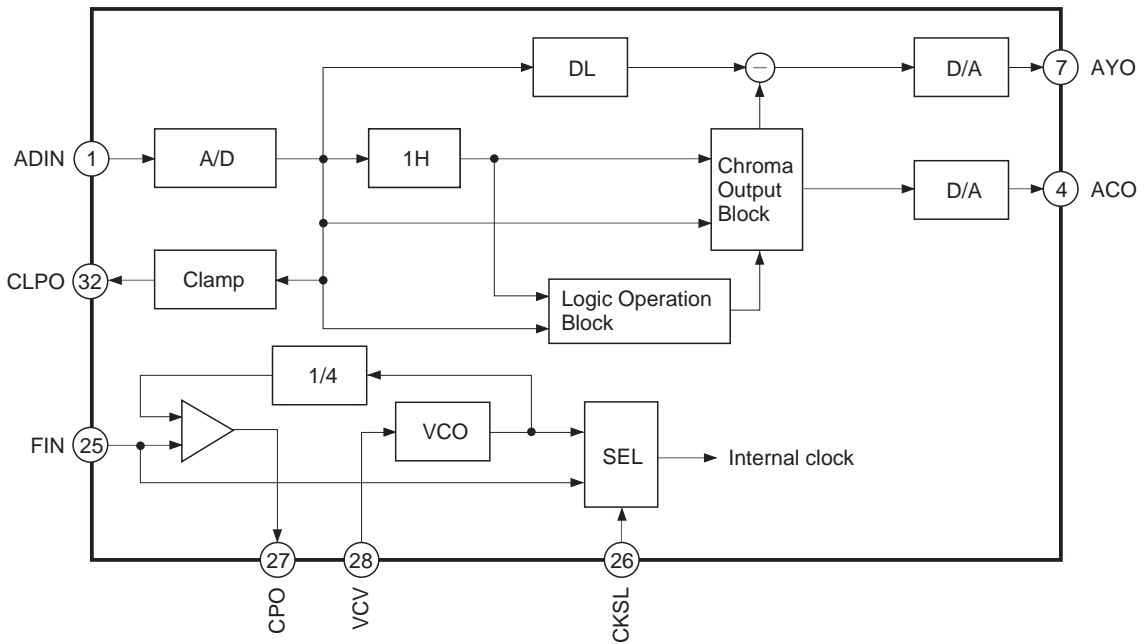 DL
—
D/A
7
AYO
ADIN
1
A/D
1H
Chroma
Output
Block
D/A
4
ACO
CLPO
32
Clamp
Logic Operation
Block
1/4
FIN
25
VCO
SEL
Internal clock
27
28
26
CPO
VCV
CKSL